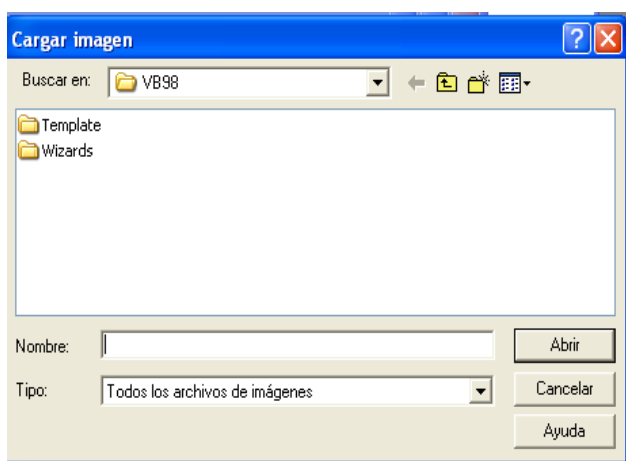 Cargar imagen
Buscar en: VB98
Template
Wizards
Nombre: Abrir
Tipo: Todos los archivos de imágenes Cancelar
Ayuda